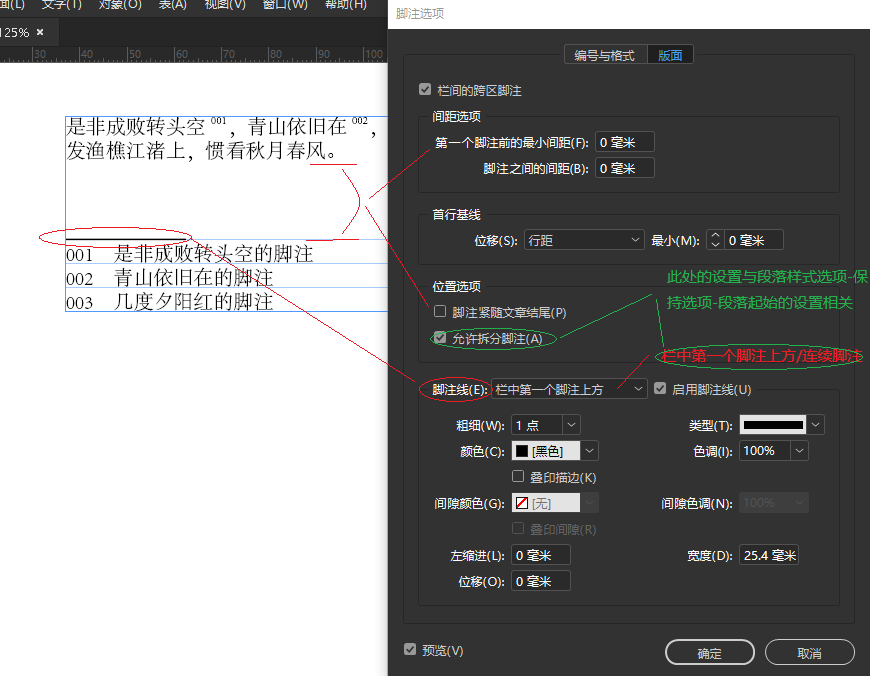 面(L) 文字(T) 对象(O) 表(A) 视图(V) 窗口(W) 帮助(H)
125% ×
30 40 50 60 70 80 90 100
是非成败转头空 001，青山依旧在 002，
发渔樵江渚上，惯看秋月春风。
001 是非成败转头空的脚注
002 青山依旧在的脚注
003 几度夕阳红的脚注
脚注选项
编号与格式 版面
栏间的跨区脚注
间距选项
第一个脚注前的最小间距(F): 0 毫米
脚注之间的间距(B): 0 毫米
首行基线
位移(S): 行距 最小(M): 0 毫米
位置选项
此处的设置与段落样式选项-保
持选项-段落起始的设置相关
脚注紧随文章结尾(P)
允许拆分脚注(A)
栏中第一个脚注上方/连续脚注
脚注线(E): 栏中第一个脚注上方 启用脚注线(U)
粗细(W): 1 点 类型(T):
颜色(C): [黑色] 色调(I): 100%
叠印描边(K)
间隙颜色(G): [无] 间隙色调(N): 100%
叠印间隙(R)
左缩进(L): 0 毫米 宽度(D): 25.4 毫米
位移(O): 0 毫米
预览(V) 确定 取消